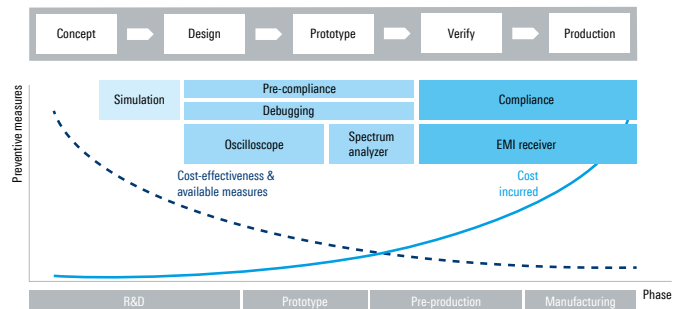 Concept
Design
Prototype
Verify
Production
Preventive measures
Simulation
Pre-compliance
Debugging
Compliance
Oscilloscope
Spectrum
analyzer
EMI receiver
Cost-effectiveness &
available measures
Cost
incurred
R&D
Prototype
Pre-production
Manufacturing
Phase